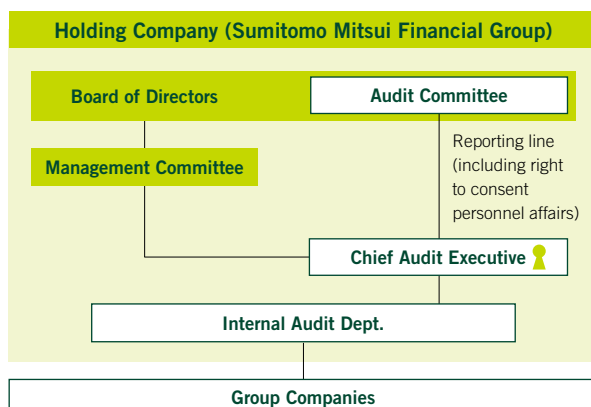 Holding Company (Sumitomo Mitsui Financial Group)
Board of Directors
Audit Committee
Management Committee
Reporting line
(including right
to consent
personnel affairs)
Chief Audit Executive
Internal Audit Dept.
Group Companies